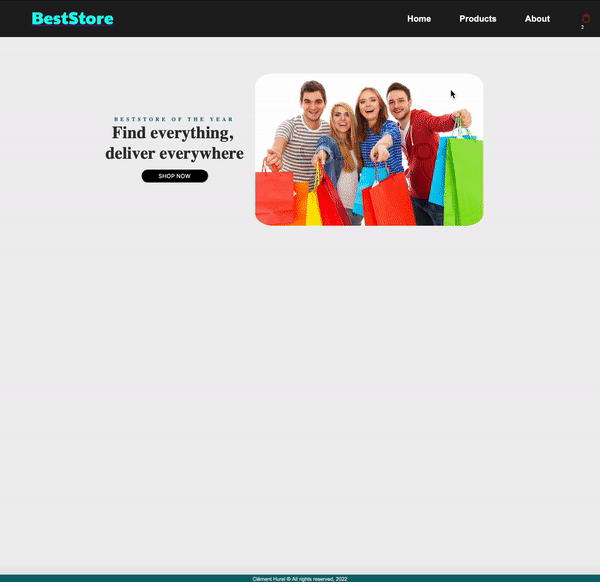 BestStore
Home
Products
About
2
BESTSTORE OF THE YEAR
Find everything,
deliver everywhere
SHOP NOW
Clément Hurel © All rights reserved, 2022